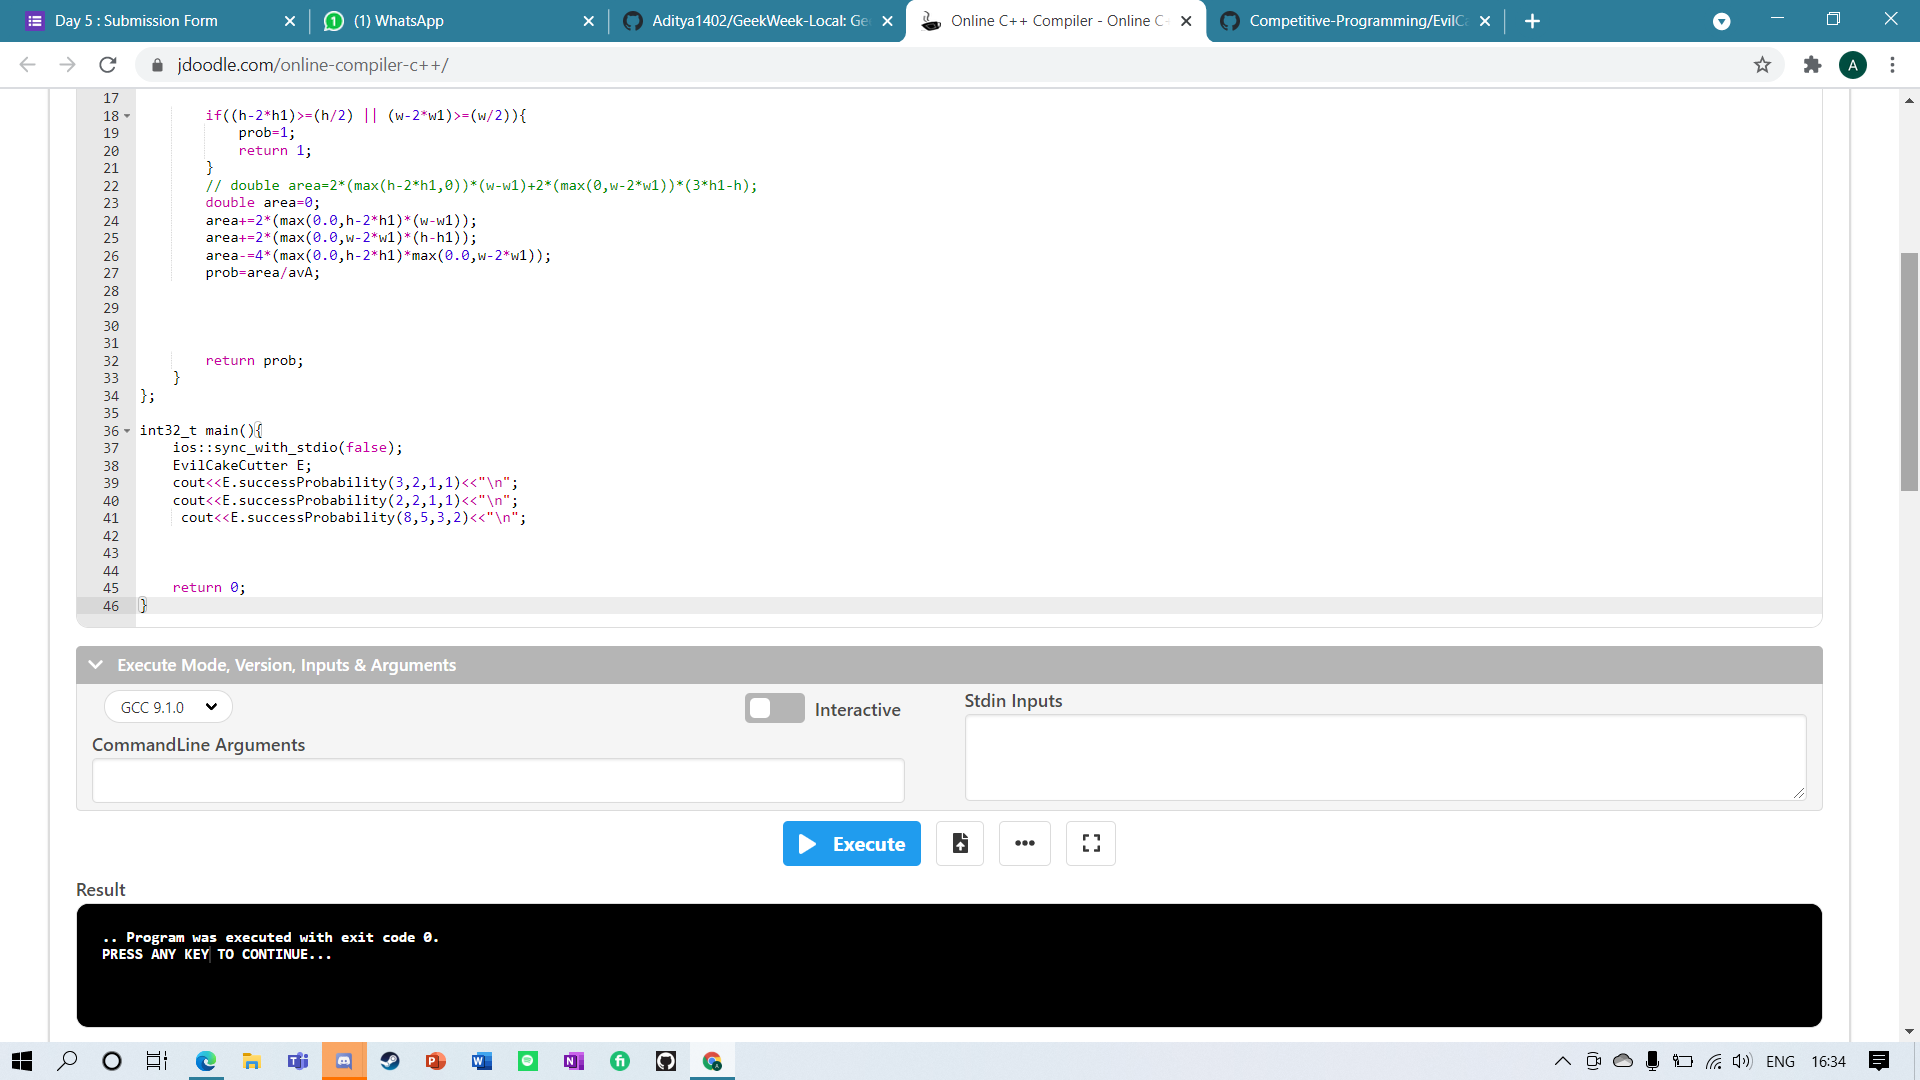 Day 5 : Submission Form
(1) WhatsApp
Aditya1402/GeekWeek-Local: Ge
Online C++ Compiler - Online C
Competitive-Programming/EvilC
jdoodle.com/online-compiler-c++/
A
17
18 if((h-2*h1)>=(h/2) || (w-2*w1)>=(w/2)){
19 prob=1;
20 return 1;
21 }
22 // double area=2*(max(h-2*h1,0))*(w-w1)+2*(max(0,w-2*w1))*(3*h1-h);
23 double area=0;
24 area+=2*(max(0.0,h-2*h1)*(w-w1));
25 area+=2*(max(0.0,w-2*w1)*(h-h1));
26 area-=4*(max(0.0,h-2*h1)*max(0.0,w-2*w1));
27 prob=area/avA;
28
29
30
31
32 return prob;
33 }
34 };
35
36 int32_t main(){
37 ios::sync_with_stdio(false);
38 EvilCakeCutter E;
39 cout<<E.successProbability(3,2,1,1)<<"\n";
40 cout<<E.successProbability(2,2,1,1)<<"\n";
41 cout<<E.successProbability(8,5,3,2)<<"\n";
42
43
44
45 return 0;
46 }
Execute Mode, Version, Inputs & Arguments
GCC 9.1.0
Interactive
Stdin Inputs
CommandLine Arguments
Execute
Result
.. Program was executed with exit code 0.
PRESS ANY KEY TO CONTINUE...
ENG
16:34